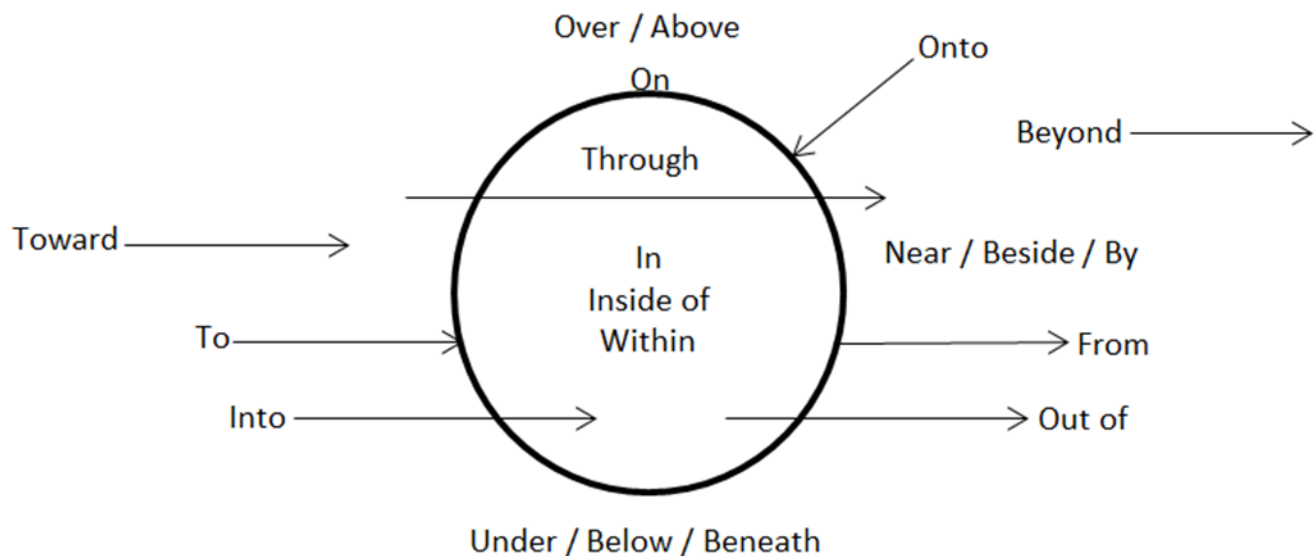 Over / Above
On
Onto
Beyond
Through
Toward
Near / Beside / By
In
Inside of
Within
To
From
Into
Out of
Under / Below / Beneath